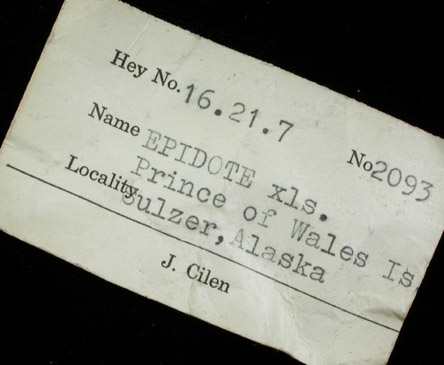 Hey No. 16.21.7
No 2093
Name EPIDOTE xls.
Prince of Wales Is
Locality Sulzer, Alaska
J. Cilen